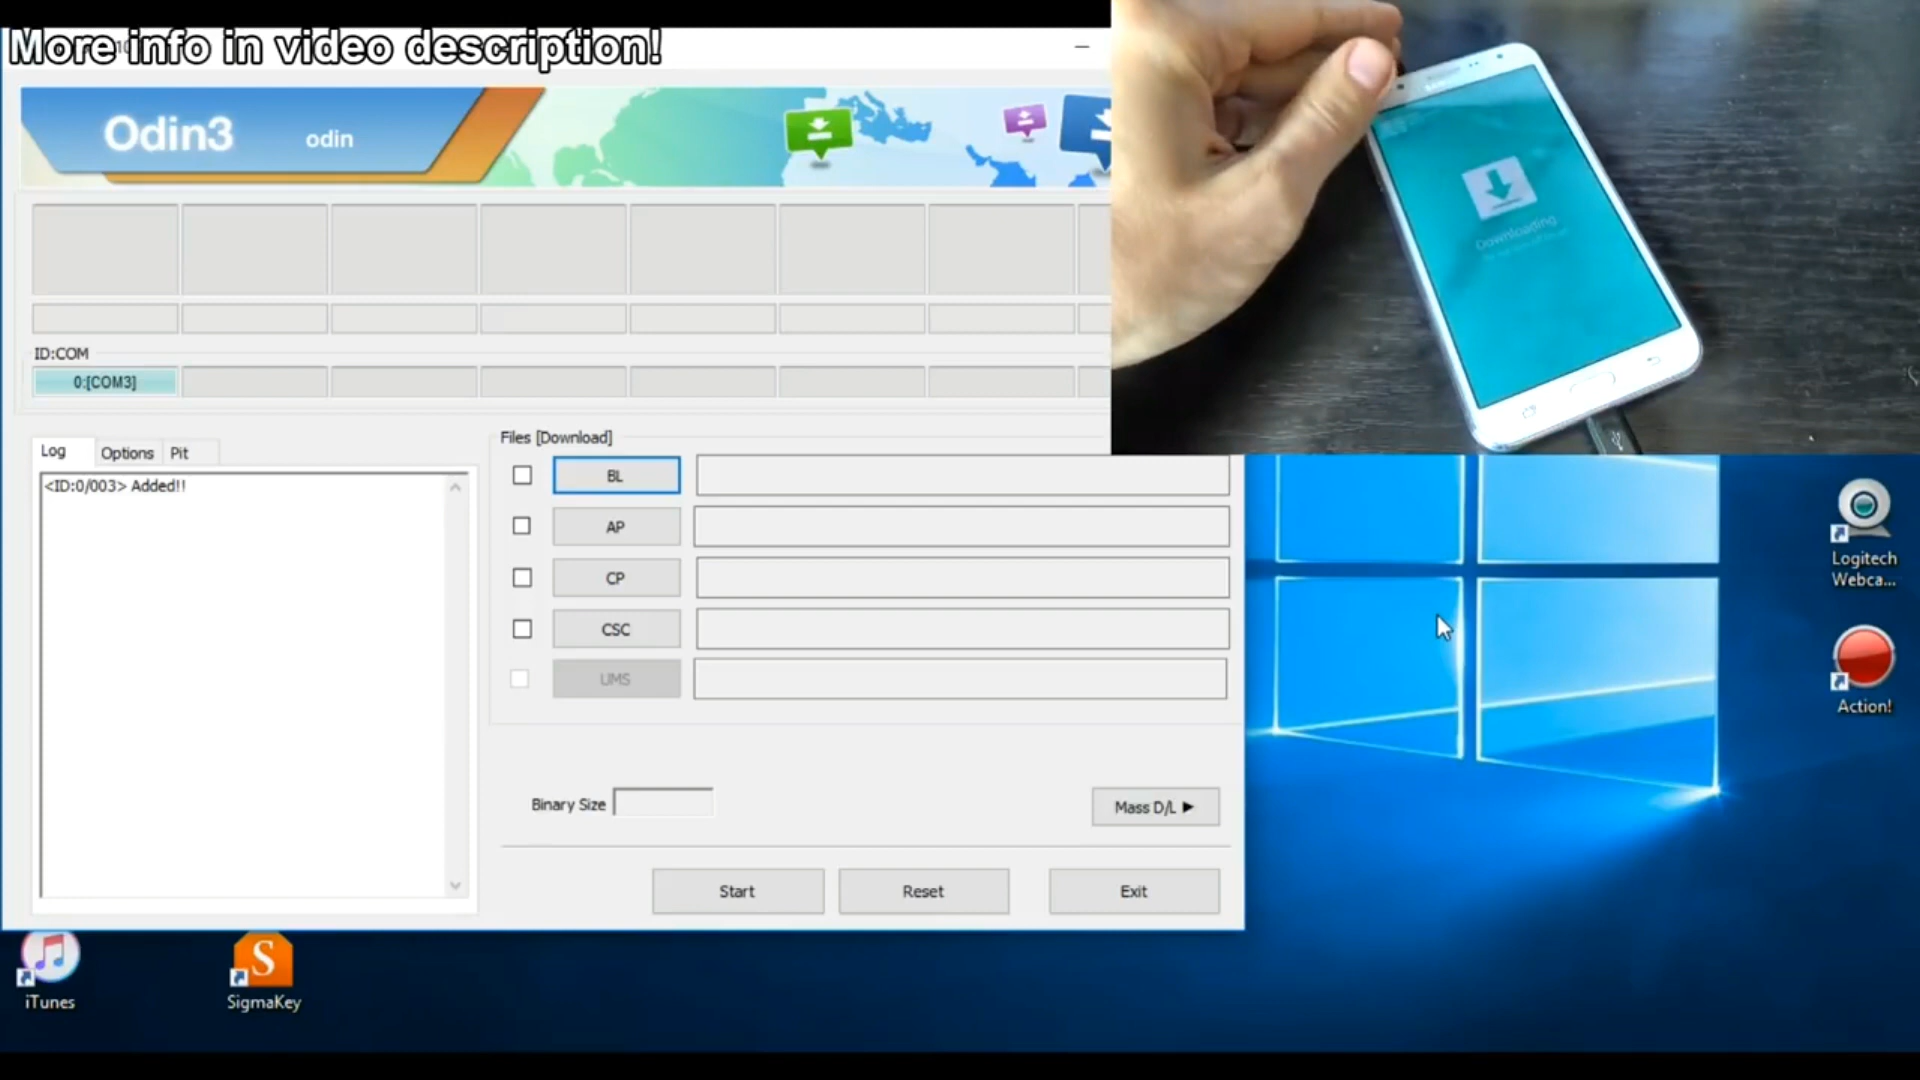 More info in video description!
Odin3 odin
ID:COM
0:[COM3]
Log Options Pit
<ID:0/003> Added!!
Files [Download]
BL
AP
CP
CSC
UMS
Binary Size
Mass D/L ►
Start Reset Exit
Downloading
Logitech
Webca...
Action!
iTunes
S
SigmaKey